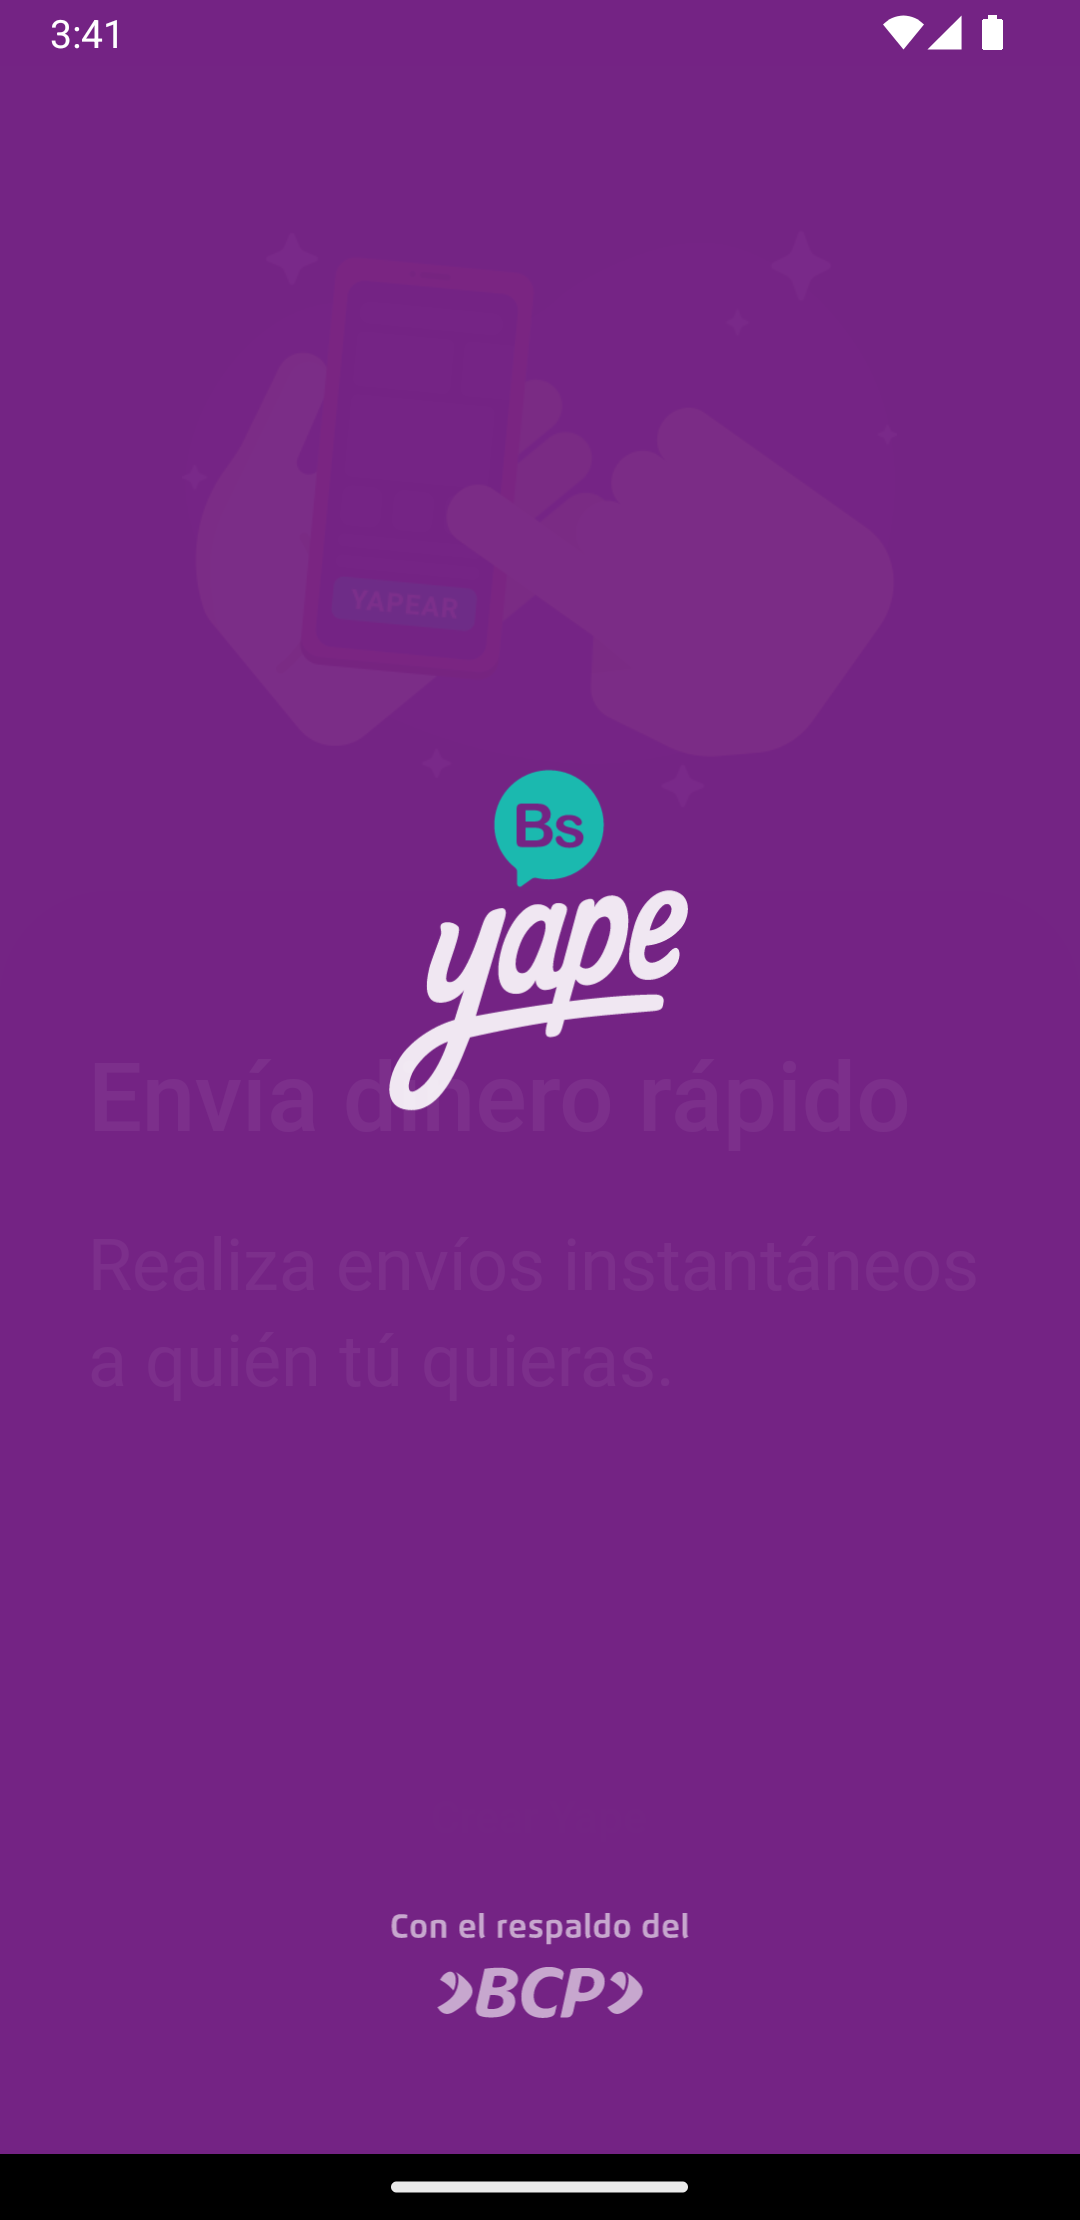 3:41
YAPEAR
Bs
yape
Envía dinero rápido
Realiza envíos instantáneos
a quién tú quieras.
Con el respaldo del
BCP